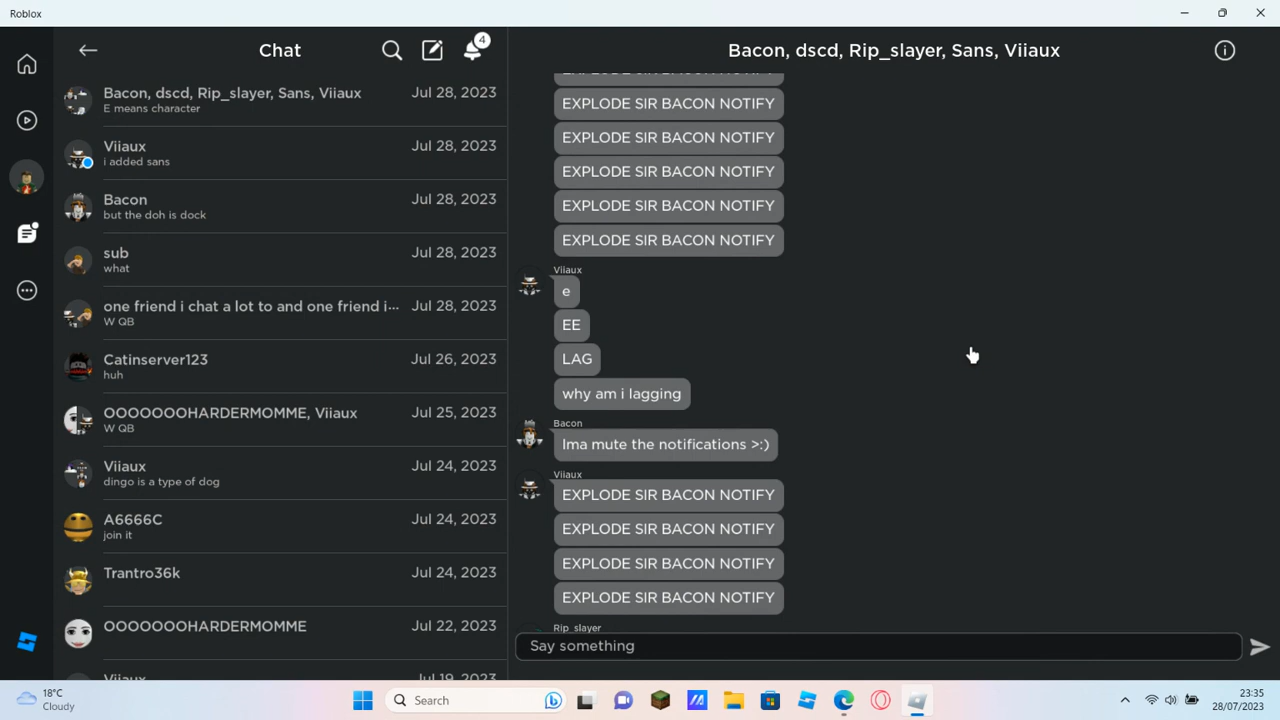 Roblox
Chat
4
Bacon, dscd, Rip_slayer, Sans, Viiaux
Bacon, dscd, Rip_slayer, Sans, Viiaux Jul 28, 2023
E means character
Viiaux Jul 28, 2023
i added sans
Bacon Jul 28, 2023
but the doh is dock
sub Jul 28, 2023
what
one friend i chat a lot to and one friend i... Jul 28, 2023
W QB
Catinserver123 Jul 26, 2023
huh
OOOOOOOHARDERMOMME, Viiaux Jul 25, 2023
W QB
Viiaux Jul 24, 2023
dingo is a type of dog
A6666C Jul 24, 2023
join it
Trantro36k Jul 24, 2023
OOOOOOOHARDERMOMME Jul 22, 2023
Viiaux Jul 19, 2023
EXPLODE SIR BACON NOTIFY
EXPLODE SIR BACON NOTIFY
EXPLODE SIR BACON NOTIFY
EXPLODE SIR BACON NOTIFY
EXPLODE SIR BACON NOTIFY
EXPLODE SIR BACON NOTIFY
Viiaux
e
EE
LAG
why am i lagging
Bacon
Ima mute the notifications >:)
Viiaux
EXPLODE SIR BACON NOTIFY
EXPLODE SIR BACON NOTIFY
EXPLODE SIR BACON NOTIFY
EXPLODE SIR BACON NOTIFY
Rip_slayer
Say something
18°C
Cloudy
Search
23:35
28/07/2023